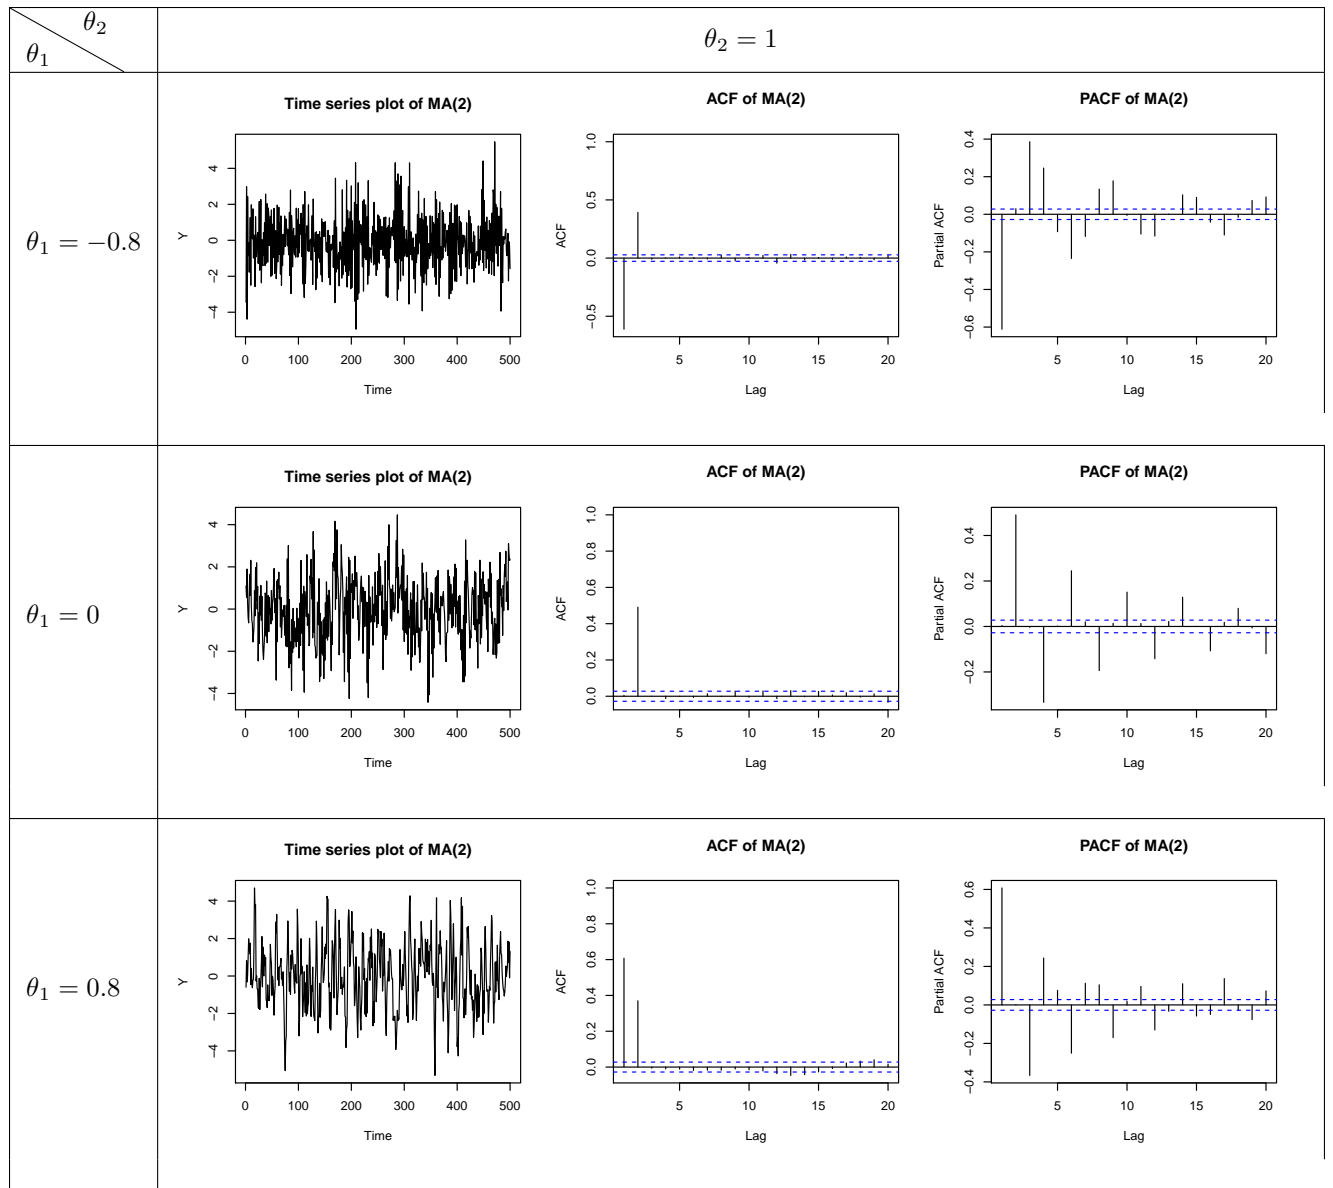 θ₂
θ₁
θ₂ = 1
θ₁ = −0.8
Time series plot of MA(2)
Y
4
2
0
−2
−4
0 100 200 300 400 500
Time
ACF of MA(2)
ACF
1.0
0.5
0.0
−0.5
5 10 15 20
Lag
PACF of MA(2)
Partial ACF
0.4
0.2
0.0
−0.2
−0.4
−0.6
5 10 15 20
Lag
θ₁ = 0
Time series plot of MA(2)
Y
4
2
0
−2
−4
0 100 200 300 400 500
Time
ACF of MA(2)
ACF
1.0
0.8
0.6
0.4
0.2
0.0
5 10 15 20
Lag
PACF of MA(2)
Partial ACF
0.4
0.2
0.0
−0.2
5 10 15 20
Lag
θ₁ = 0.8
Time series plot of MA(2)
Y
4
2
0
−2
−4
0 100 200 300 400 500
Time
ACF of MA(2)
ACF
1.0
0.8
0.6
0.4
0.2
0.0
5 10 15 20
Lag
PACF of MA(2)
Partial ACF
0.6
0.4
0.2
0.0
−0.2
−0.4
5 10 15 20
Lag